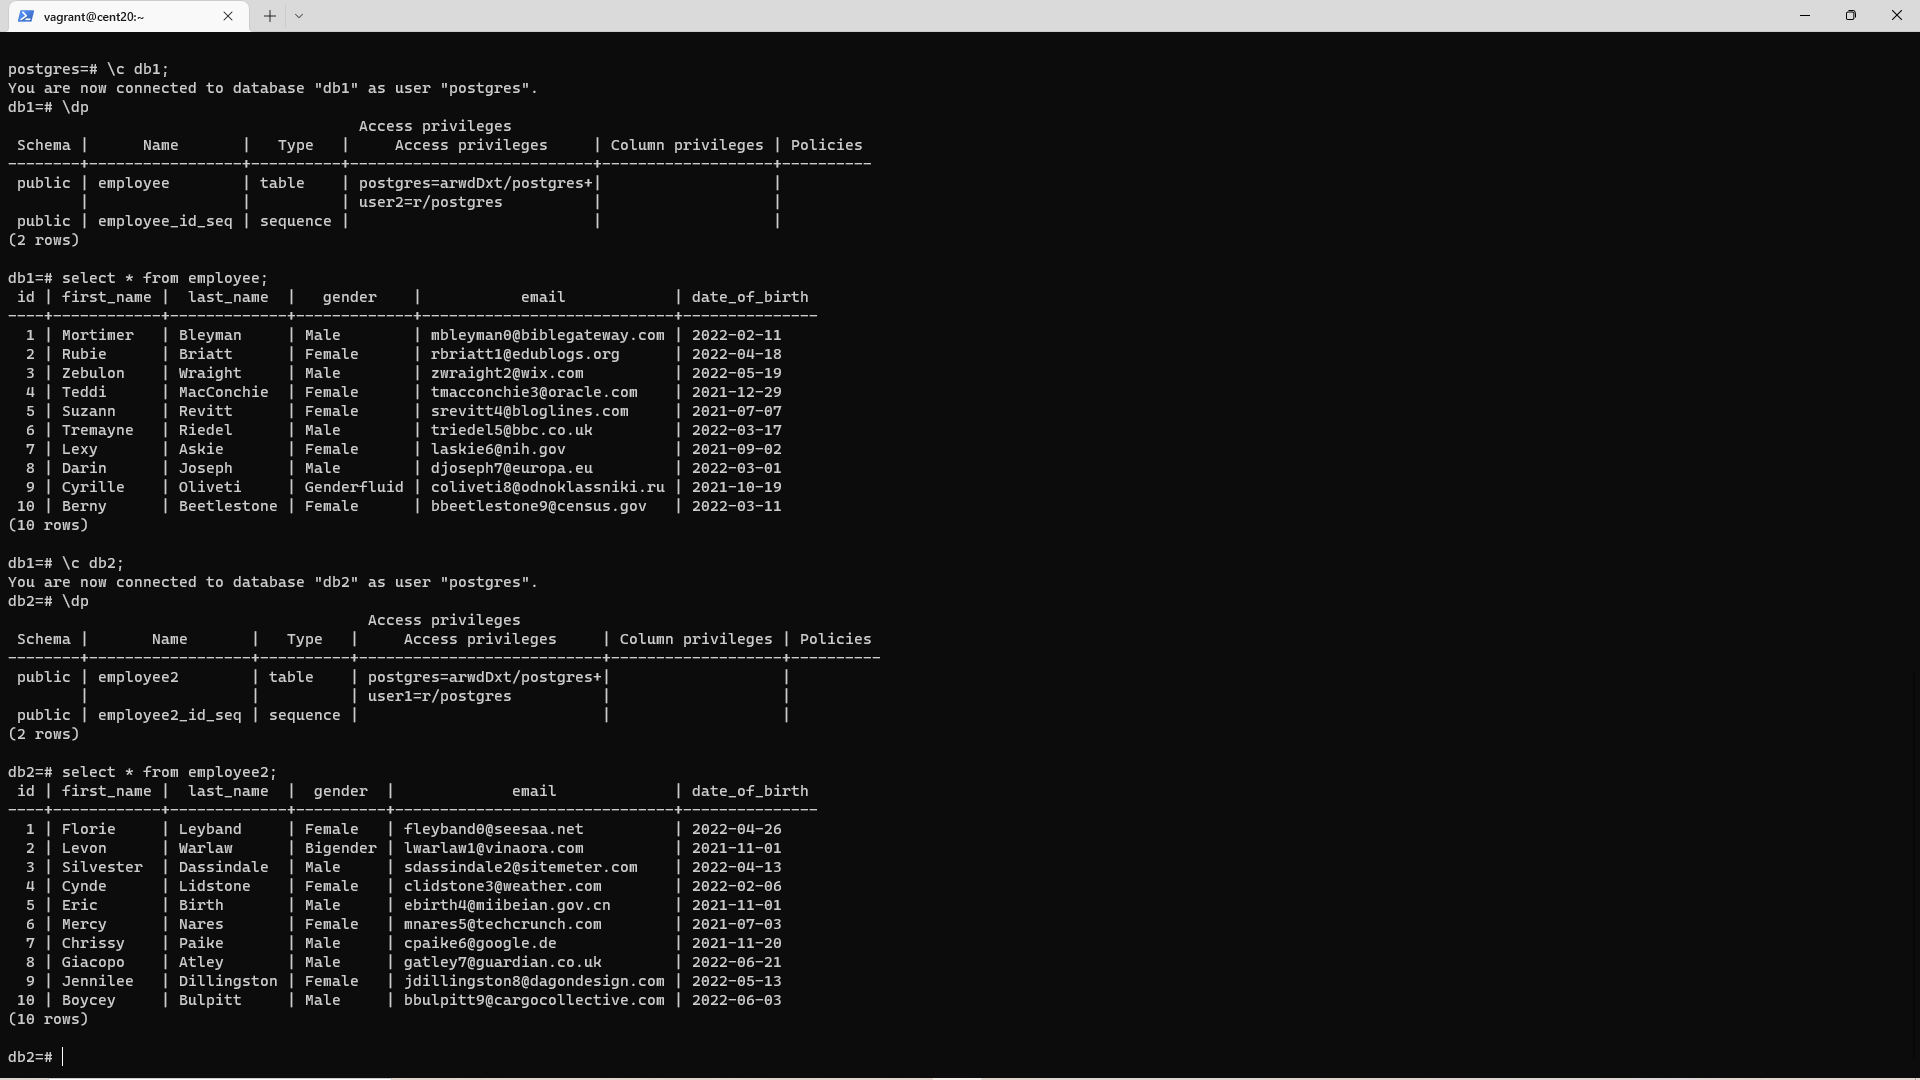 vagrant@cent20:~
postgres=# \c db1;
You are now connected to database "db1" as user "postgres".
db1=# \dp
                                       Access privileges
 Schema |      Name       |   Type   |     Access privileges     | Column privileges | Policies
--------+-----------------+----------+---------------------------+-------------------+----------
 public | employee        | table    | postgres=arwdDxt/postgres+|                   |
        |                 |          | user2=r/postgres          |                   |
 public | employee_id_seq | sequence |                           |                   |
(2 rows)
db1=# select * from employee;
 id | first_name |  last_name  |   gender    |           email            | date_of_birth
----+------------+-------------+-------------+----------------------------+---------------
  1 | Mortimer   | Bleyman     | Male        | mbleyman0@biblegateway.com | 2022-02-11
  2 | Rubie      | Briatt      | Female      | rbriatt1@edublogs.org      | 2022-04-18
  3 | Zebulon    | Wraight     | Male        | zwraight2@wix.com          | 2022-05-19
  4 | Teddi      | MacConchie  | Female      | tmacconchie3@oracle.com    | 2021-12-29
  5 | Suzann     | Revitt      | Female      | srevitt4@bloglines.com     | 2021-07-07
  6 | Tremayne   | Riedel      | Male        | triedel5@bbc.co.uk         | 2022-03-17
  7 | Lexy       | Askie       | Female      | laskie6@nih.gov            | 2021-09-02
  8 | Darin      | Joseph      | Male        | djoseph7@europa.eu         | 2022-03-01
  9 | Cyrille    | Oliveti     | Genderfluid | coliveti8@odnoklassniki.ru | 2021-10-19
 10 | Berny      | Beetlestone | Female      | bbeetlestone9@census.gov   | 2022-03-11
(10 rows)
db1=# \c db2;
You are now connected to database "db2" as user "postgres".
db2=# \dp
                                        Access privileges
 Schema |       Name       |   Type   |     Access privileges     | Column privileges | Policies
--------+------------------+----------+---------------------------+-------------------+----------
 public | employee2        | table    | postgres=arwdDxt/postgres+|                   |
        |                  |          | user1=r/postgres          |                   |
 public | employee2_id_seq | sequence |                           |                   |
(2 rows)
db2=# select * from employee2;
 id | first_name |  last_name  |  gender  |             email             | date_of_birth
----+------------+-------------+----------+-------------------------------+---------------
  1 | Florie     | Leyband     | Female   | fleyband0@seesaa.net          | 2022-04-26
  2 | Levon      | Warlaw      | Bigender | lwarlaw1@vinaora.com          | 2021-11-01
  3 | Silvester  | Dassindale  | Male     | sdassindale2@sitemeter.com    | 2022-04-13
  4 | Cynde      | Lidstone    | Female   | clidstone3@weather.com        | 2022-02-06
  5 | Eric       | Birth       | Male     | ebirth4@miibeian.gov.cn       | 2021-11-01
  6 | Mercy      | Nares       | Female   | mnares5@techcrunch.com        | 2021-07-03
  7 | Chrissy    | Paike       | Male     | cpaike6@google.de             | 2021-11-20
  8 | Giacopo    | Atley       | Male     | gatley7@guardian.co.uk        | 2022-06-21
  9 | Jennilee   | Dillingston | Female   | jdillingston8@dagondesign.com | 2022-05-13
 10 | Boycey     | Bulpitt     | Male     | bbulpitt9@cargocollective.com | 2022-06-03
(10 rows)
db2=#